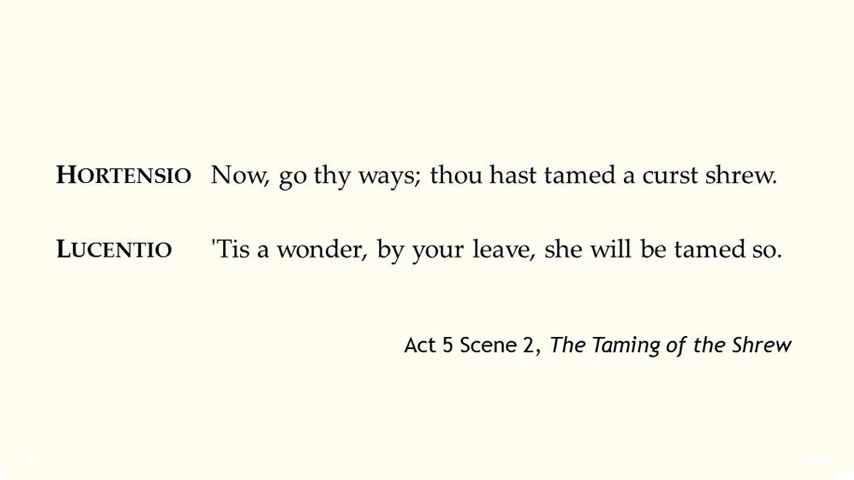 HORTENSIO Now, go thy ways; thou hast tamed a curst shrew.
LUCENTIO 'Tis a wonder, by your leave, she will be tamed so.
Act 5 Scene 2, The Taming of the Shrew